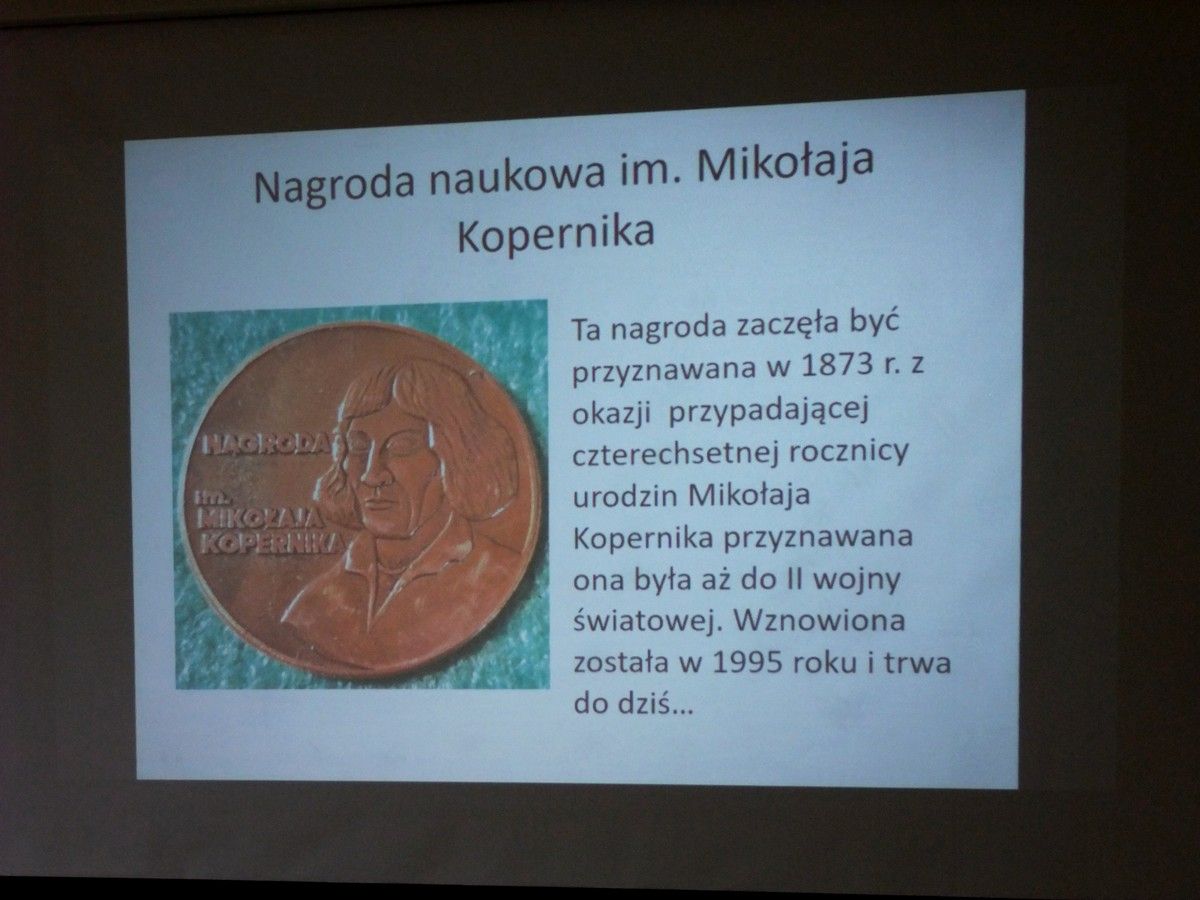 Nagroda naukowa im. Mikołaja
Kopernika
NAGRODA
im.
MIKOŁAJA
KOPERNIKA
Ta nagroda zaczęła być
przyznawana w 1873 r. z
okazji przypadającej
czterechsetnej rocznicy
urodzin Mikołaja
Kopernika przyznawana
ona była aż do II wojny
światowej. Wznowiona
została w 1995 roku i trwa
do dziś...